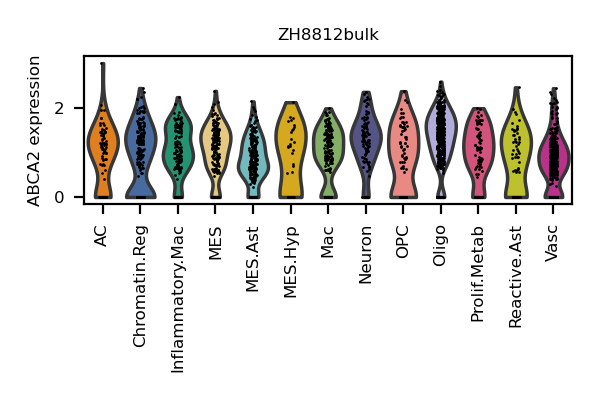 ZH8812bulk
ABCA2 expression
2
0
AC
Chromatin.Reg
Inflammatory.Mac
MES
MES.Ast
MES.Hyp
Mac
Neuron
OPC
Oligo
Prolif.Metab
Reactive.Ast
Vasc